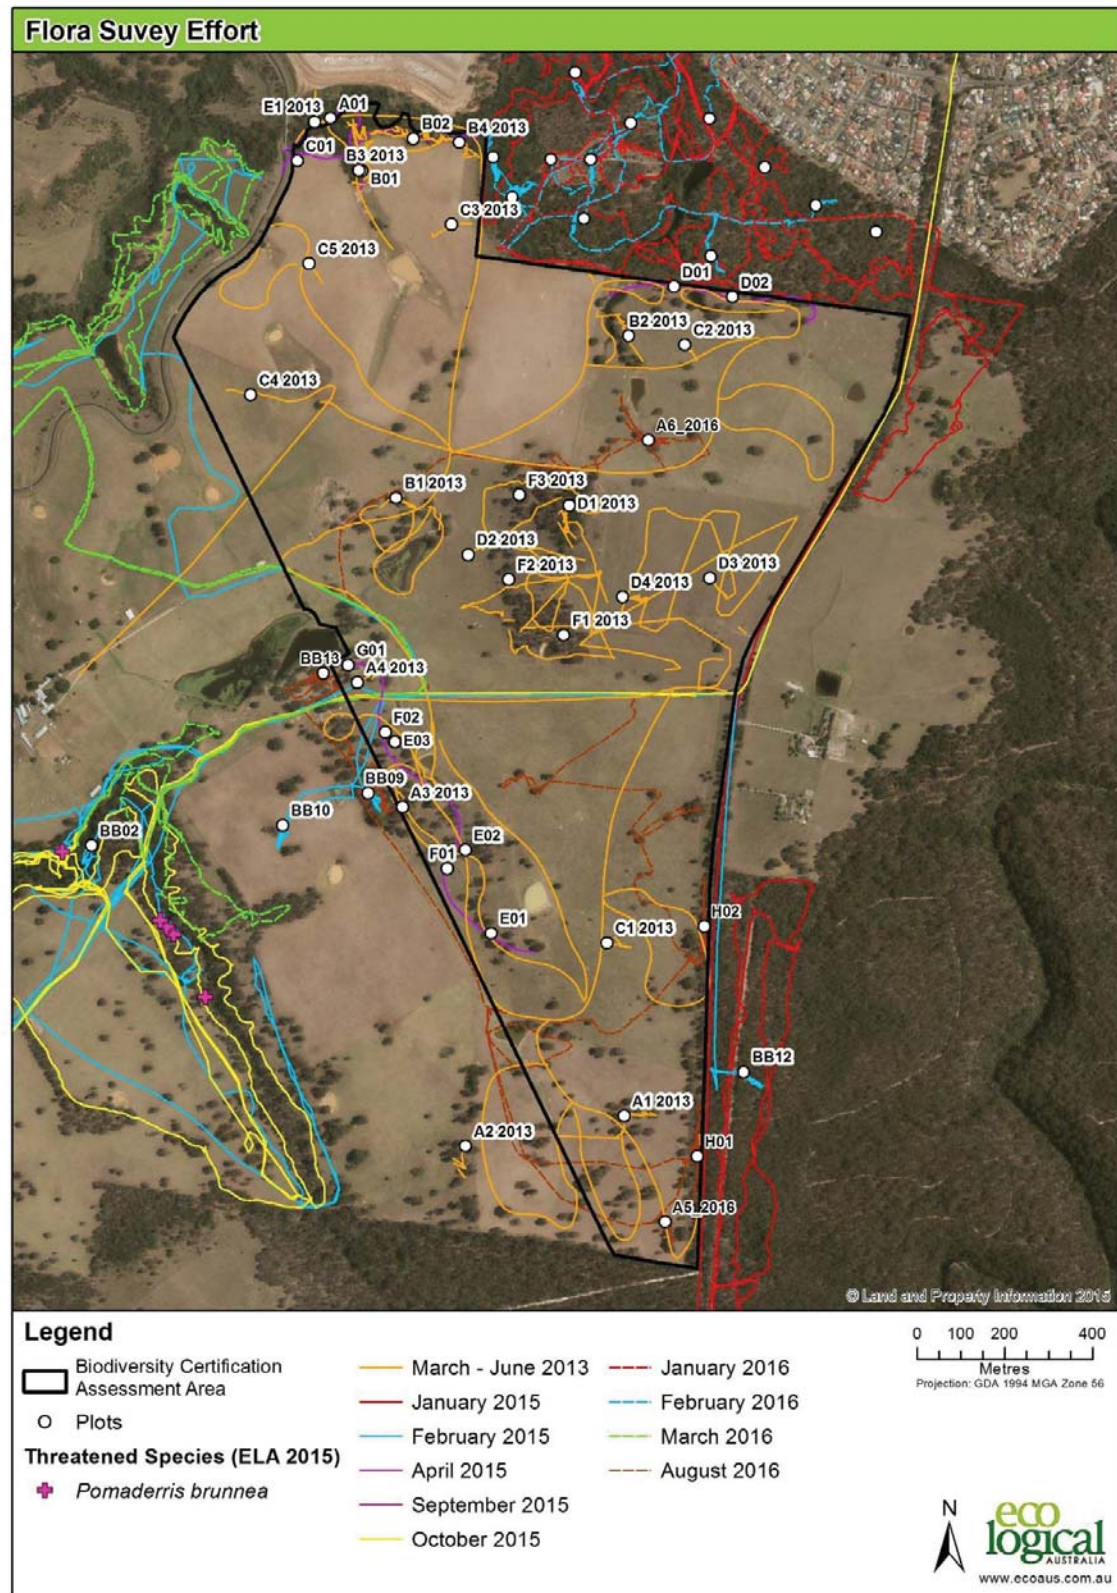 Flora Suvey Effort
E1 2013
A01
B02
B4 2013
C01
B3 2013
B01
C3 2013
C5 2013
D01
D02
B2 2013
C2 2013
C4 2013
A6_2016
B1 2013
F3 2013
D1 2013
D2 2013
F2 2013
D3 2013
D4 2013
F1 2013
G01
BB13
A4 2013
F02
E03
BB09
A3 2013
BB10
BB02
E02
F01
E01
H02
C1 2013
BB12
A1 2013
A2 2013
H01
A5_2016
© Land and Property Information 2015
Legend
Biodiversity Certification
Assessment Area
Plots
Threatened Species (ELA 2015)
Pomaderris brunnea
March - June 2013
January 2015
February 2015
April 2015
September 2015
October 2015
January 2016
February 2016
March 2016
August 2016
0 100 200 400
Metres
Projection: GDA 1994 MGA Zone 56
N
eco
logical
AUSTRALIA
www.ecoaus.com.au